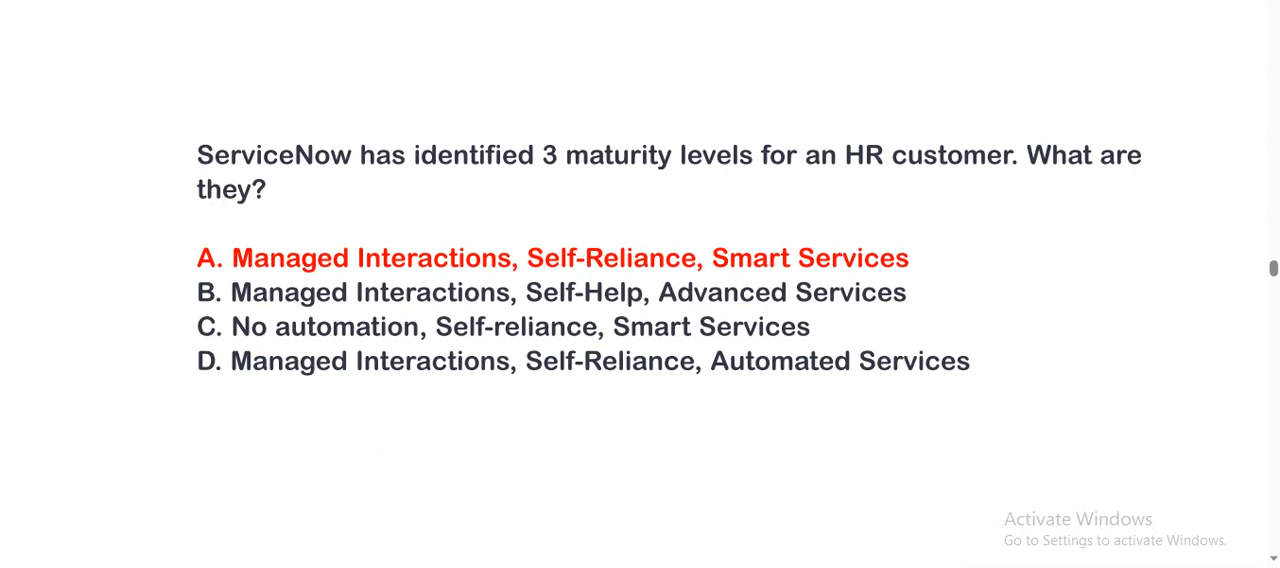 ServiceNow has identified 3 maturity levels for an HR customer. What are
they?
A. Managed Interactions, Self-Reliance, Smart Services
B. Managed Interactions, Self-Help, Advanced Services
C. No automation, Self-reliance, Smart Services
D. Managed Interactions, Self-Reliance, Automated Services
Activate Windows
Go to Settings to activate Windows.